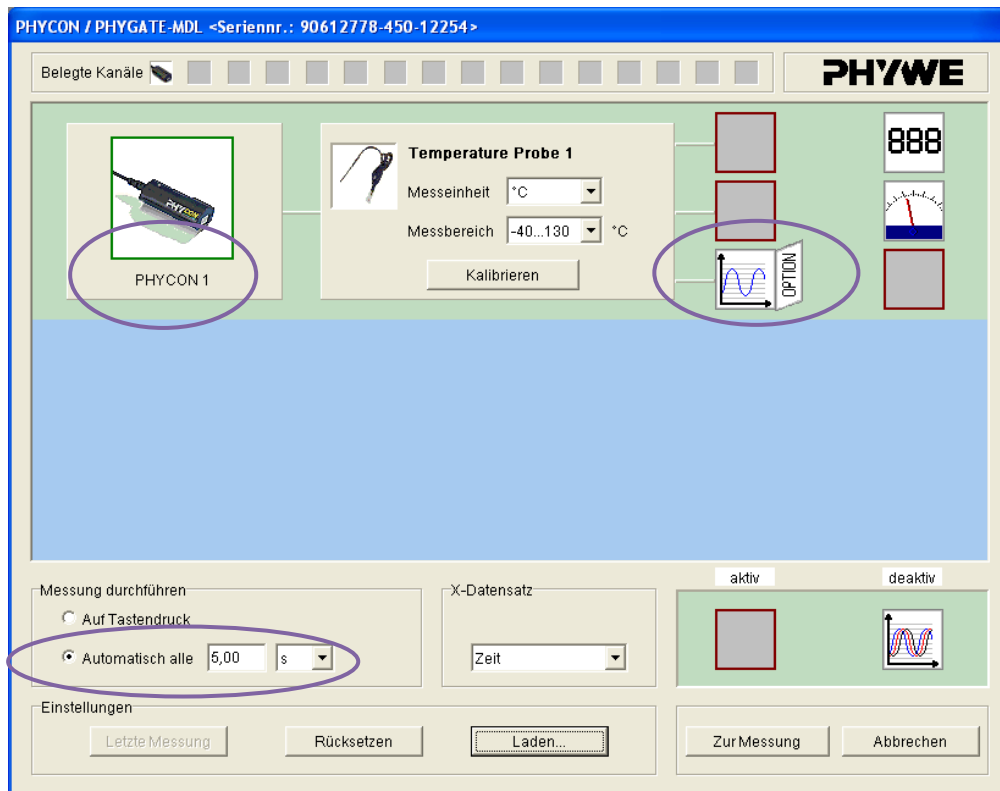 PHYCON / PHYGATE-MDL <Seriennr.: 90612778-450-12254>
Belegte Kanäle
PHYWE
PHYCON
PHYCON 1
Temperature Probe 1
Messeinheit °C
Messbereich -40...130 °C
Kalibrieren
OPTION
888
aktiv
deaktiv
Messung durchführen
Auf Tastendruck
Automatisch alle 5,00 s
X-Datensatz
Zeit
Einstellungen
Letzte Messung
Rücksetzen
Laden...
Zur Messung
Abbrechen